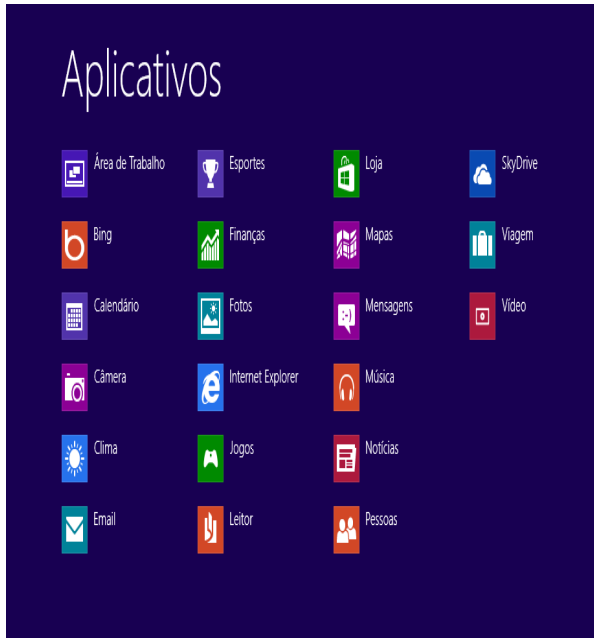 Aplicativos
Área de Trabalho
Bing
Calendário
Câmera
Clima
Email
Esportes
Finanças
Fotos
Internet Explorer
Jogos
Leitor
Loja
Mapas
Mensagens
Música
Notícias
Pessoas
SkyDrive
Viagem
Vídeo